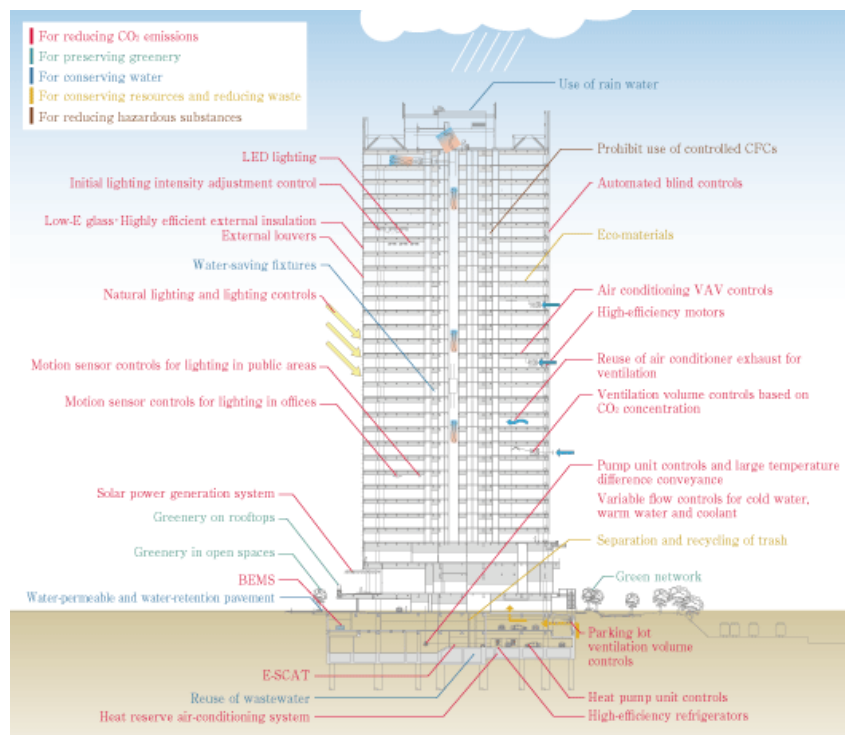 For reducing CO₂ emissions
For preserving greenery
For conserving water
For conserving resources and reducing waste
For reducing hazardous substances
Use of rain water
LED lighting
Initial lighting intensity adjustment control
Low-E glass·Highly efficient external insulation
External louvers
Water-saving fixtures
Natural lighting and lighting controls
Motion sensor controls for lighting in public areas
Motion sensor controls for lighting in offices
Solar power generation system
Greenery on rooftops
Greenery in open spaces
BEMS
Water-permeable and water-retention pavement
E-SCAT
Reuse of wastewater
Heat reserve air-conditioning system
Prohibit use of controlled CFCs
Automated blind controls
Eco-materials
Air conditioning VAV controls
High-efficiency motors
Reuse of air conditioner exhaust for
ventilation
Ventilation volume controls based on
CO₂ concentration
Pump unit controls and large temperature
difference conveyance
Variable flow controls for cold water,
warm water and coolant
Separation and recycling of trash
Green network
Parking lot
ventilation volume
controls
Heat pump unit controls
High-efficiency refrigerators